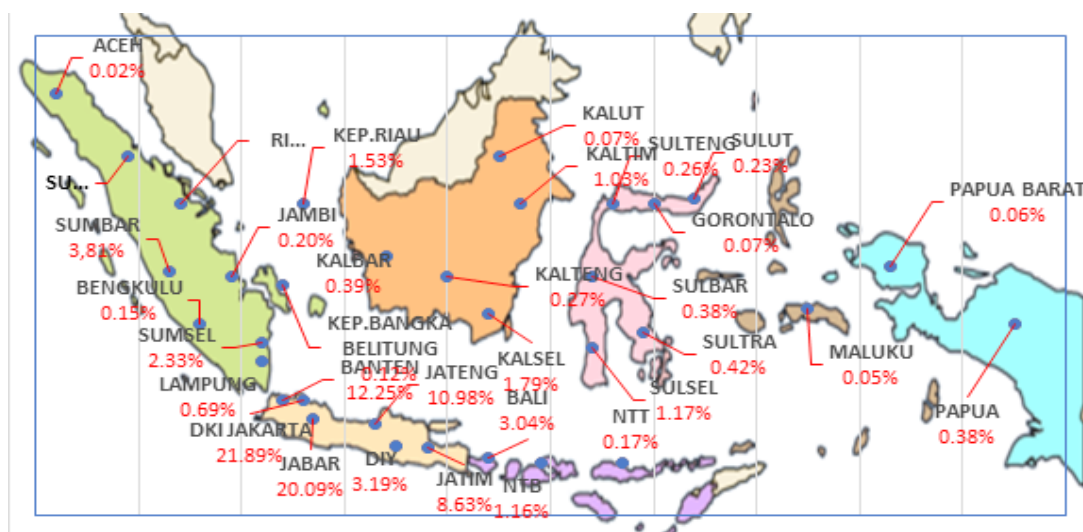 ACEH
0.02%
SU...
RI...
KEP.RIAU
1.53%
SUMBAR
3,81%
JAMBI
0.20%
BENGKULU
0.15%
SUMSEL
2.33%
LAMPUNG
0.69%
KEP.BANGKA
BELITUNG
0.12%
BANTEN
12.25%
DKI JAKARTA
21.89%
JABAR
20.09%
JATENG
10.98%
DIY
3.19%
JATIM
8.63%
BALI
3.04%
NTB
1.16%
NTT
0.17%
KALBAR
0.39%
KALTENG
0.27%
KALSEL
1.79%
KALTIM
1.03%
KALUT
0.07%
SULTENG
0.26%
SULUT
0.23%
GORONTALO
0.07%
SULBAR
0.38%
SULTRA
0.42%
SULSEL
1.17%
MALUKU
0.05%
PAPUA BARAT
0.06%
PAPUA
0.38%